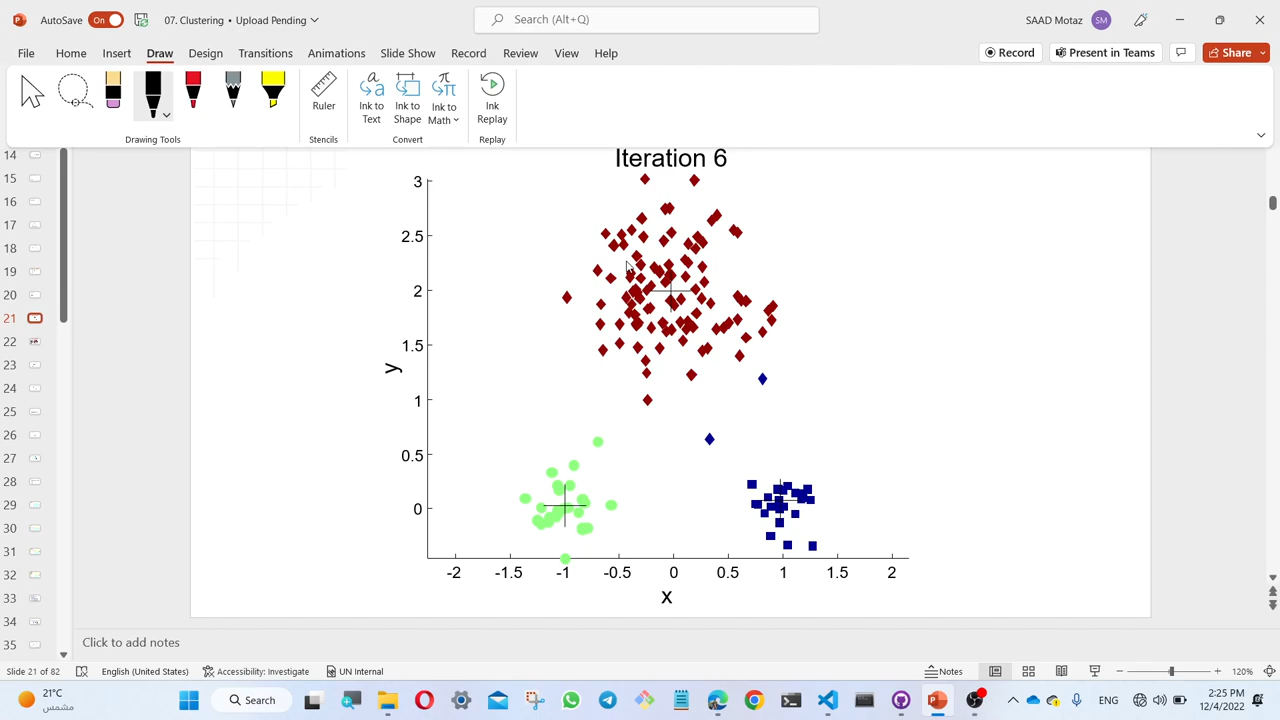 AutoSave On 07. Clustering • Upload Pending Search (Alt+Q) SAAD Motaz SM
File Home Insert Draw Design Transitions Animations Slide Show Record Review View Help Record Present in Teams Share
Ruler
Ink to Text
Ink to Shape
Ink to Math
Ink Replay
Drawing Tools Stencils Convert Replay
14
15
16
17
18
19
20
21
22
23
24
25
26
27
28
29
30
31
32
33
34
35
Iteration 6
3
2.5
2
1.5
1
0.5
0
y
-2 -1.5 -1 -0.5 0 0.5 1 1.5 2
x
Click to add notes
Slide 21 of 82 English (United States) Accessibility: Investigate UN Internal Notes 120%
21°C
مشمس
Search
ENG
2:25 PM
12/4/2022